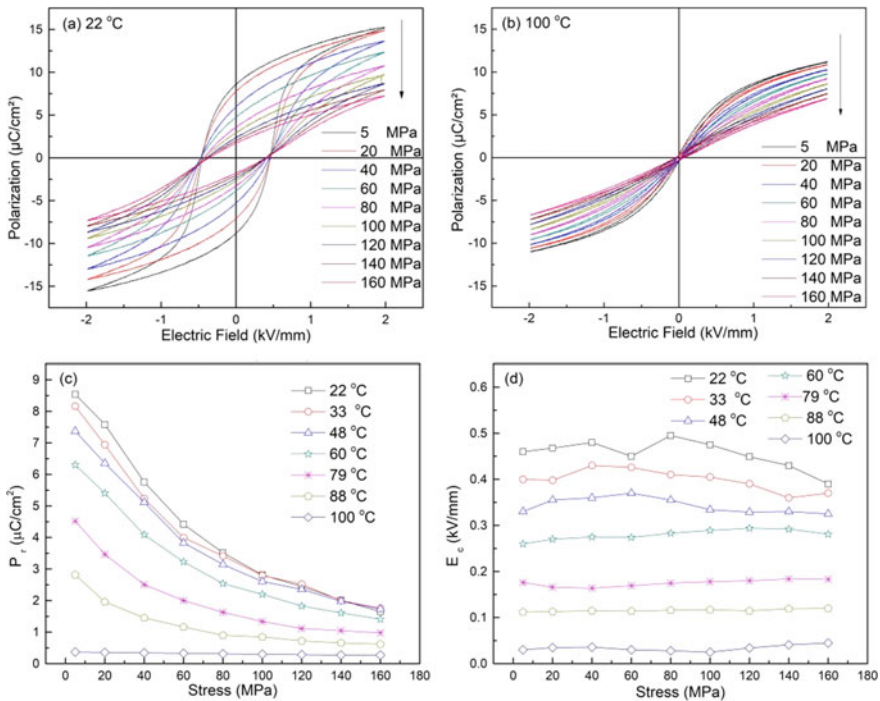 (a) 22 °C
15
10
5
0
-5
-10
-15
Polarization (µC/cm²)
5 MPa
20 MPa
40 MPa
60 MPa
80 MPa
100 MPa
120 MPa
140 MPa
160 MPa
-2 -1 0 1 2
Electric Field (kV/mm)
(b) 100 °C
15
10
5
0
-5
-10
-15
Polarization (µC/cm²)
5 MPa
20 MPa
40 MPa
60 MPa
80 MPa
100 MPa
120 MPa
140 MPa
160 MPa
-2 -1 0 1 2
Electric Field (kV/mm)
(c)
9
8
7
6
5
4
3
2
1
0
P r (µC/cm²)
22 °C
33 °C
48 °C
60 °C
79 °C
88 °C
100 °C
0 20 40 60 80 100 120 140 160 180
Stress (MPa)
(d)
0.6
0.5
0.4
0.3
0.2
0.1
0.0
E c (kV/mm)
22 °C
33 °C
48 °C
60 °C
79 °C
88 °C
100 °C
0 20 40 60 80 100 120 140 160 180
Stress (MPa)